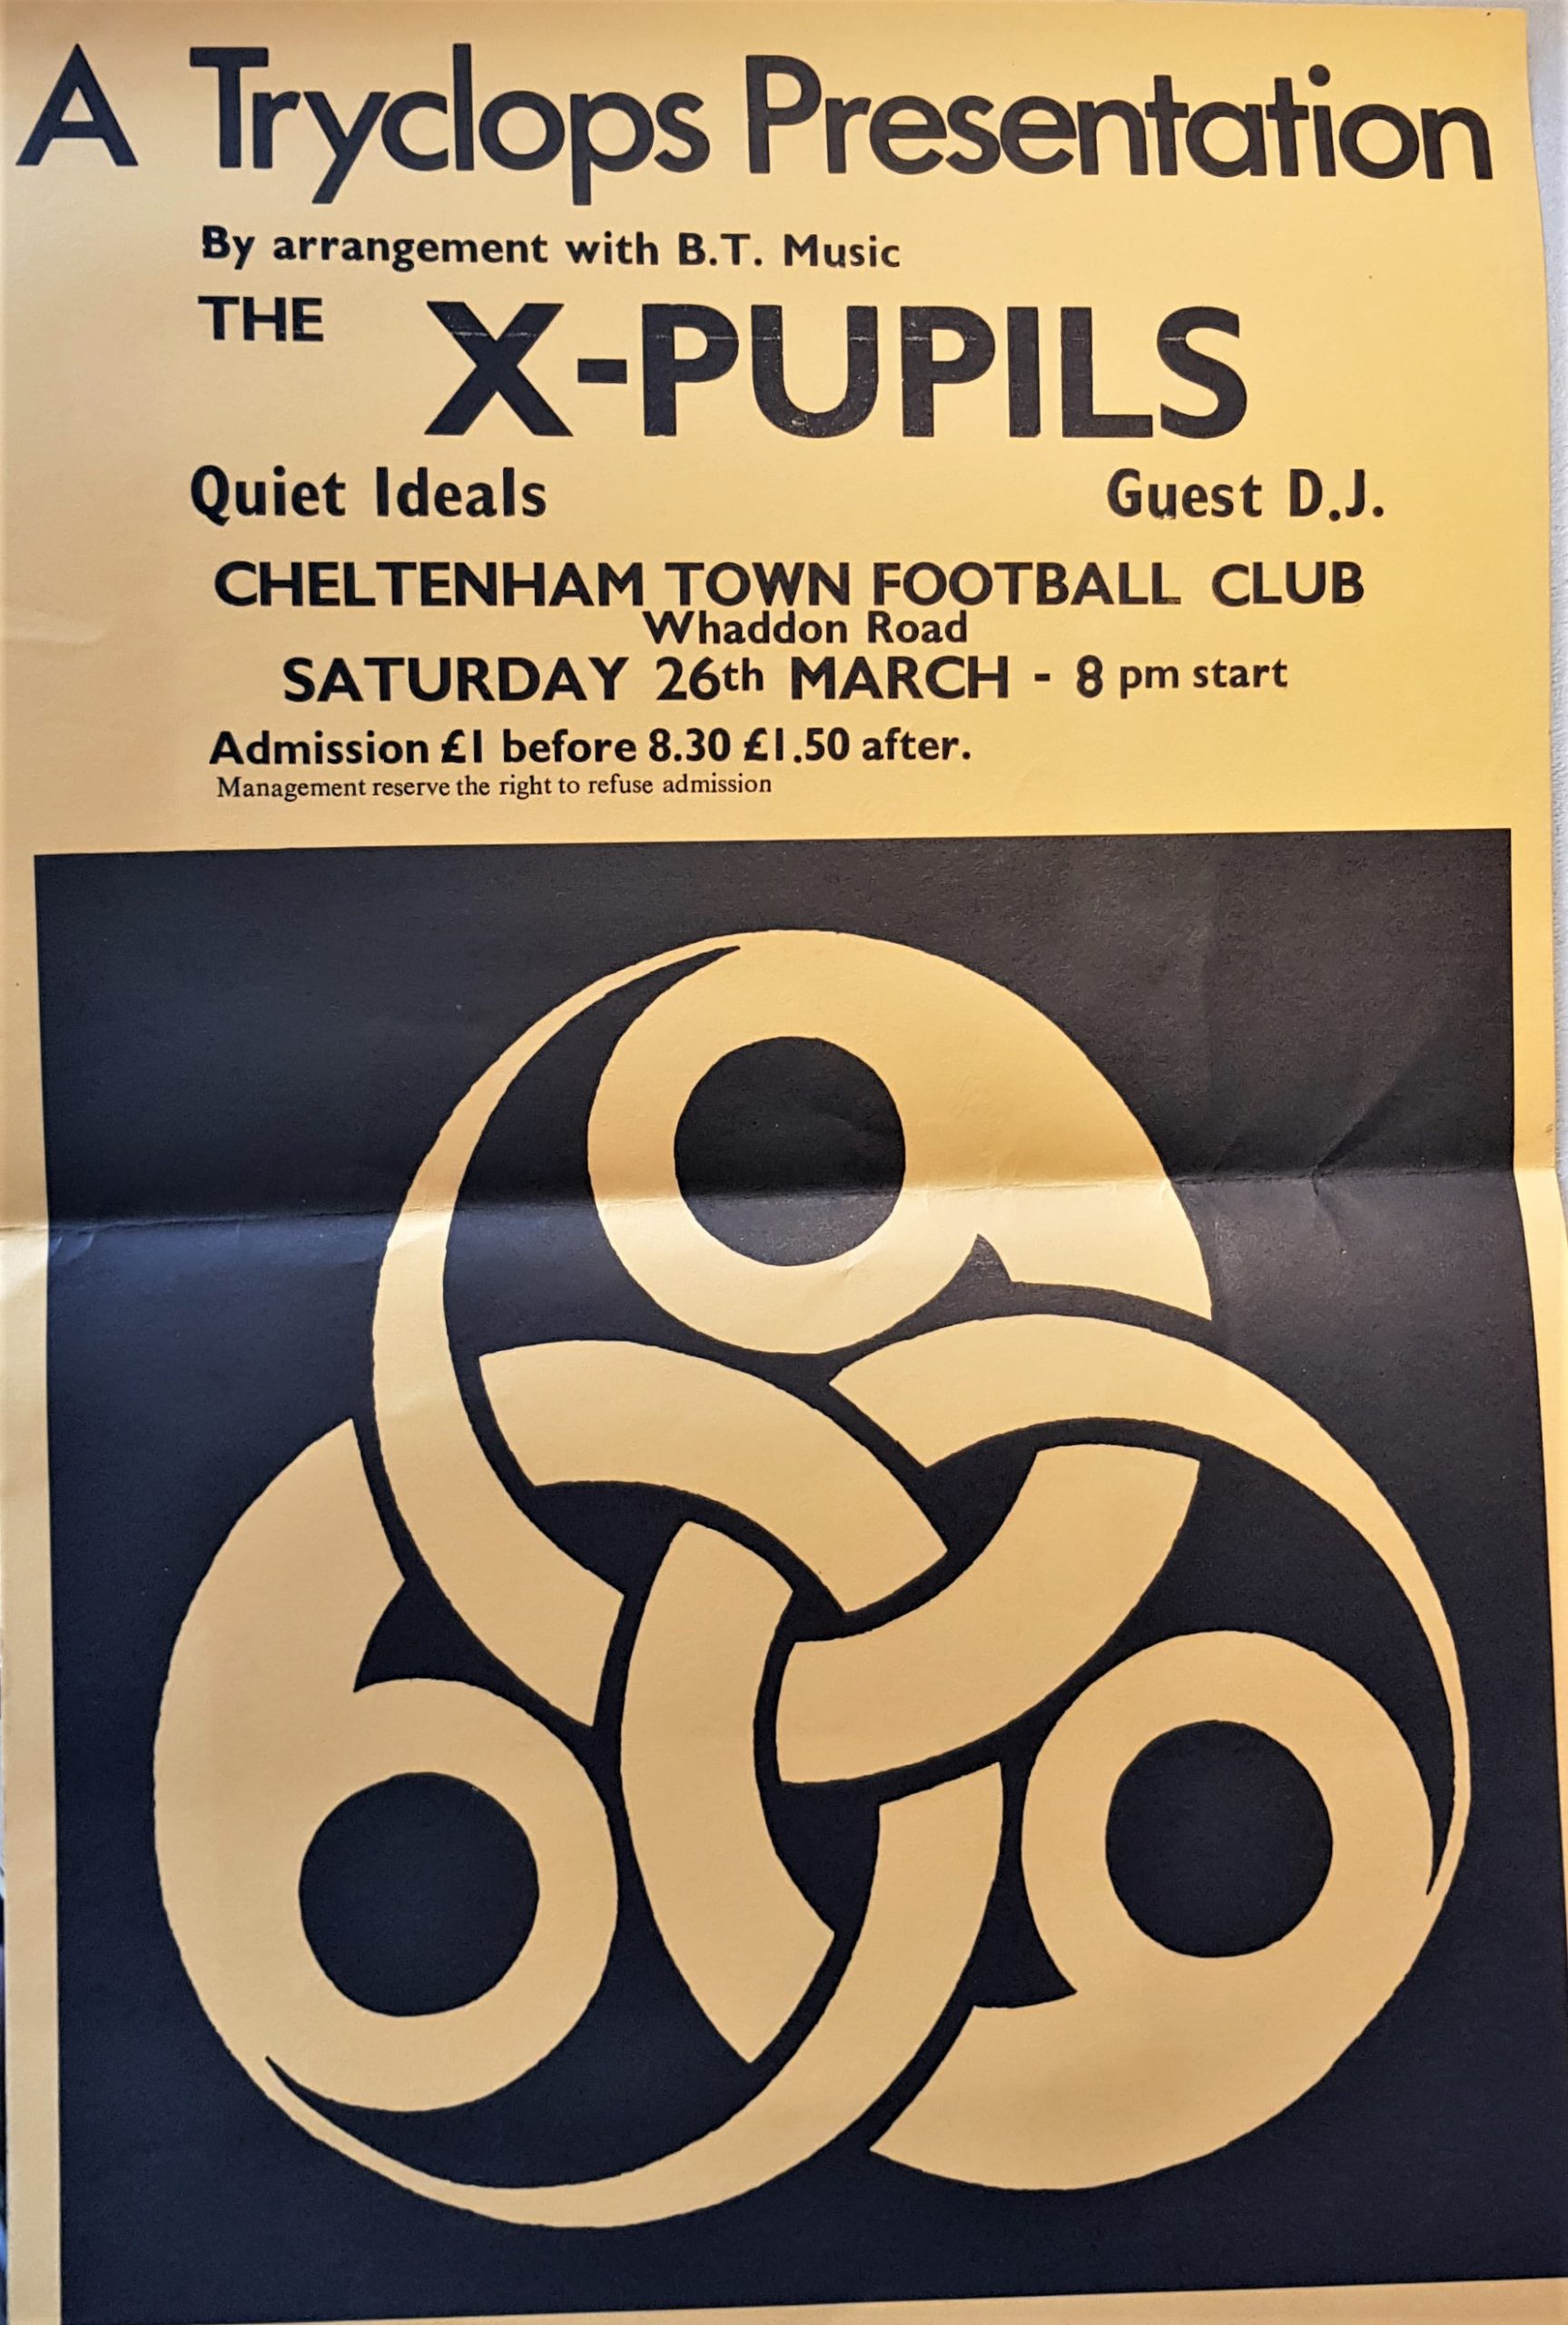 A Tryclops Presentation
By arrangement with B.T. Music
THE X-PUPILS
Quiet Ideals Guest D.J.
CHELTENHAM TOWN FOOTBALL CLUB
Whaddon Road
SATURDAY 26th MARCH - 8 pm start
Admission £1 before 8.30 £1.50 after.
Management reserve the right to refuse admission